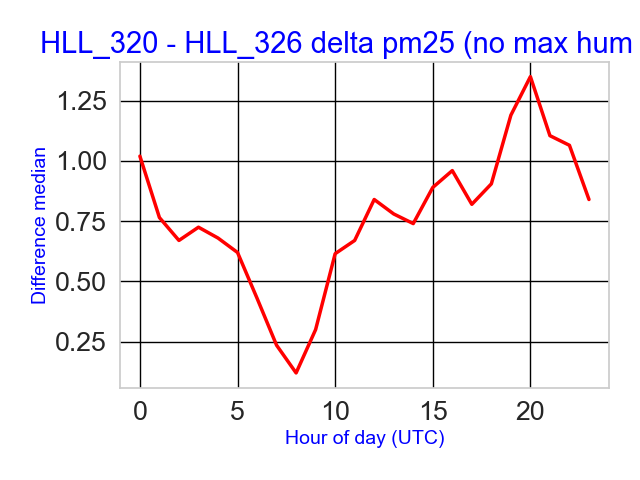 HLL_320 - HLL_326 delta pm25 (no max hum
1.25
1.00
0.75
0.50
0.25
Difference median
0 5 10 15 20
Hour of day (UTC)